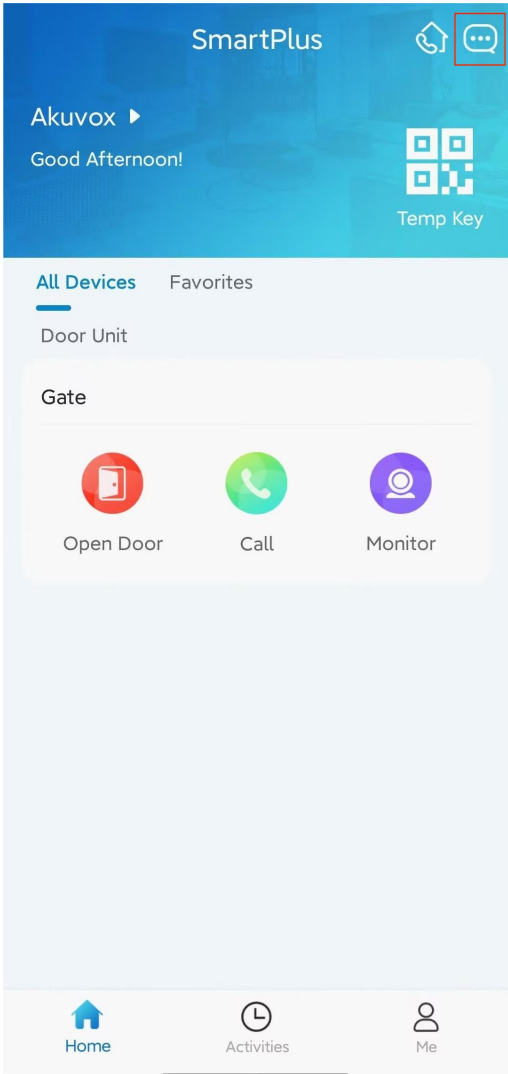 SmartPlus
Akuvox
Good Afternoon!
Temp Key
All Devices Favorites
Door Unit
Gate
Open Door Call Monitor
Home Activities Me